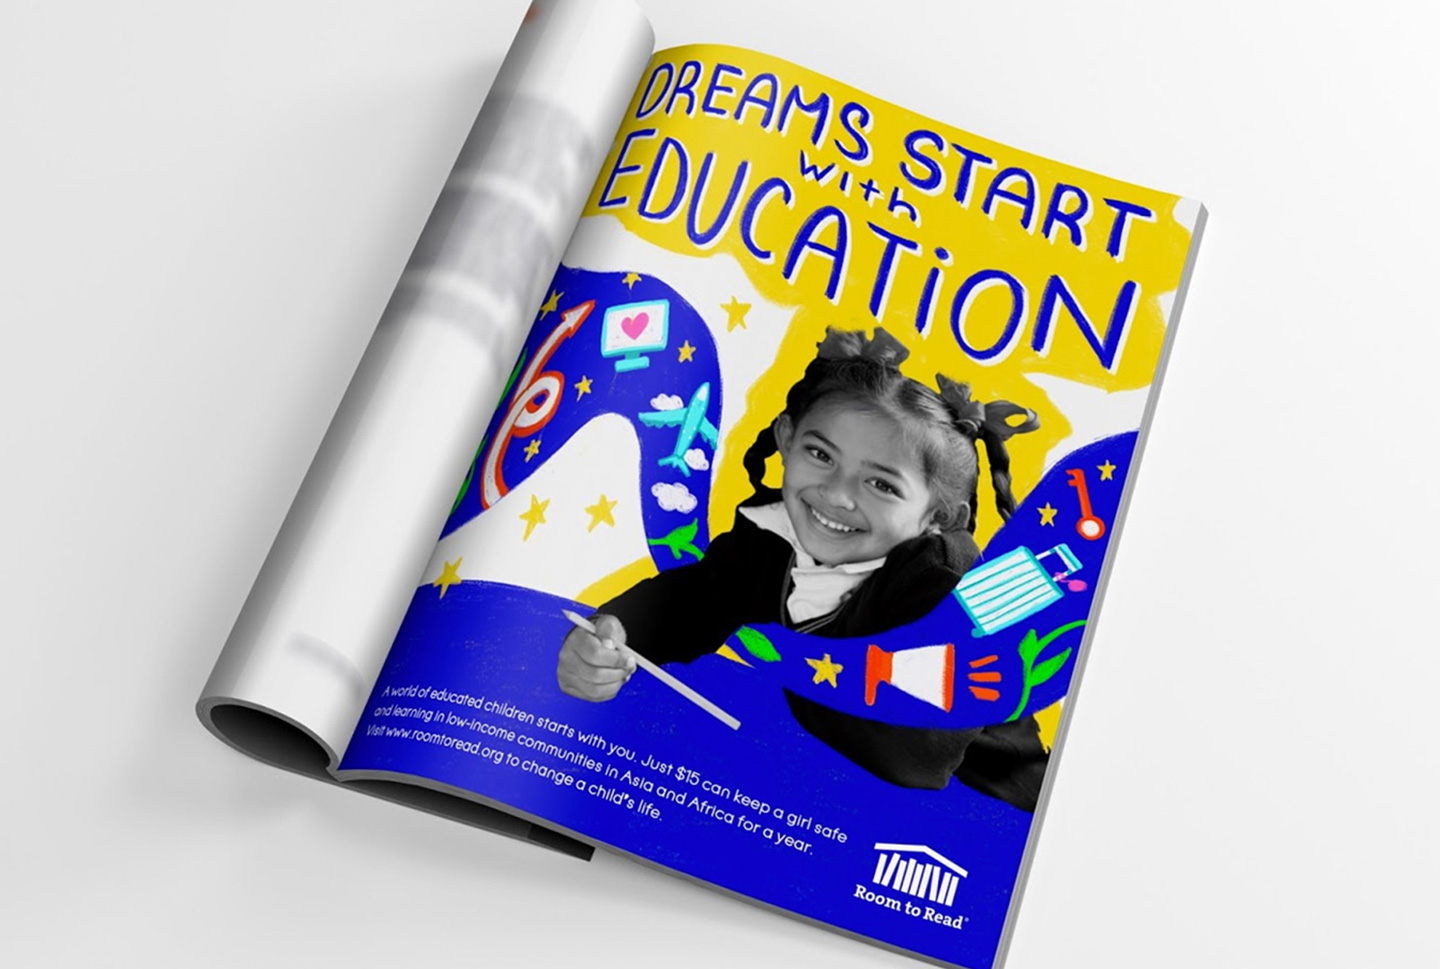 DREAMS START
with
EDUCATiON
A world of educated children starts with you. Just $15 can keep a girl safe
and learning in low-income communities in Asia and Africa for a year.
Visit www.roomtoread.org to change a child's life.
Room to Read®